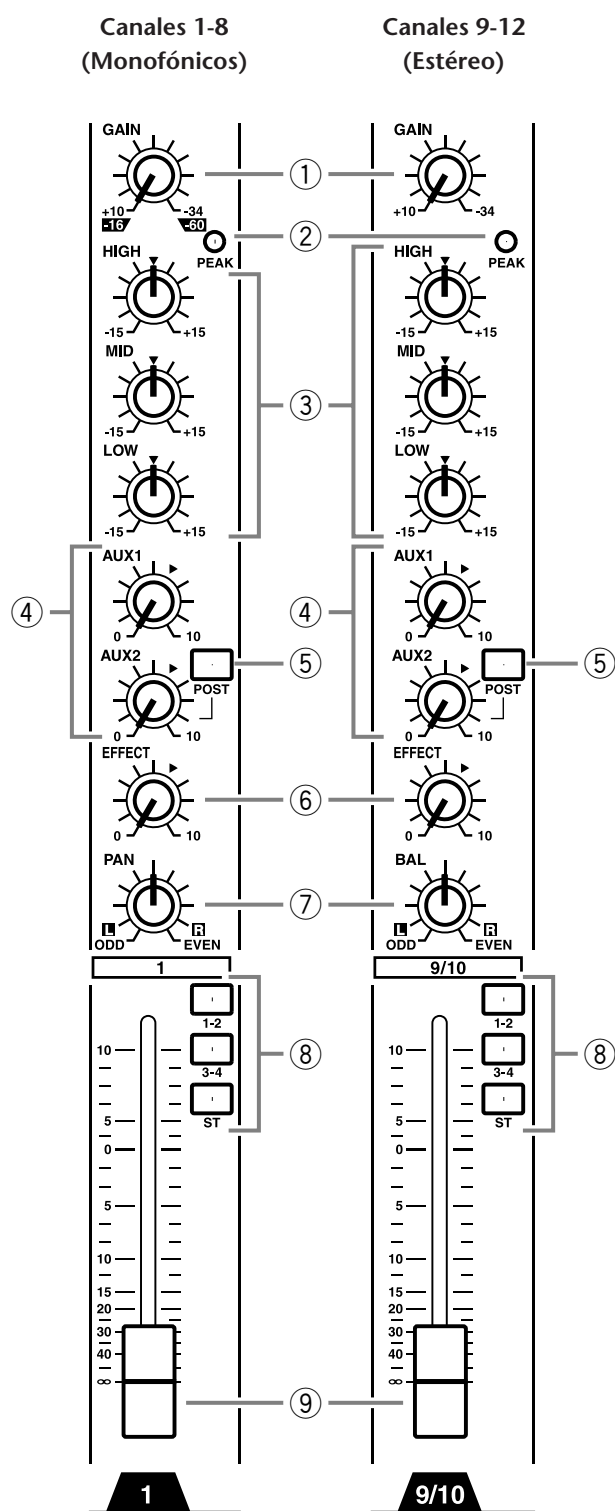 Canales 1-8
(Monofónicos)
Canales 9-12
(Estéreo)
GAIN
+10 -34
-16 -60
①
GAIN
+10 -34
②
PEAK
PEAK
HIGH
-15 +15
HIGH
-15 +15
MID
-15 +15
③
MID
-15 +15
LOW
-15 +15
LOW
-15 +15
④
AUX1
0 10
④
AUX1
0 10
AUX2
0 10
POST
⑤
AUX2
0 10
POST
⑤
EFFECT
0 10
⑥
EFFECT
0 10
PAN
L R
ODD EVEN
⑦
BAL
L R
ODD EVEN
1
9/10
1-2
3-4
ST
⑧
1-2
3-4
ST
⑧
10
5
0
5
10
15
20
30
40
∞
10
5
0
5
10
15
20
30
40
∞
⑨
1
9/10